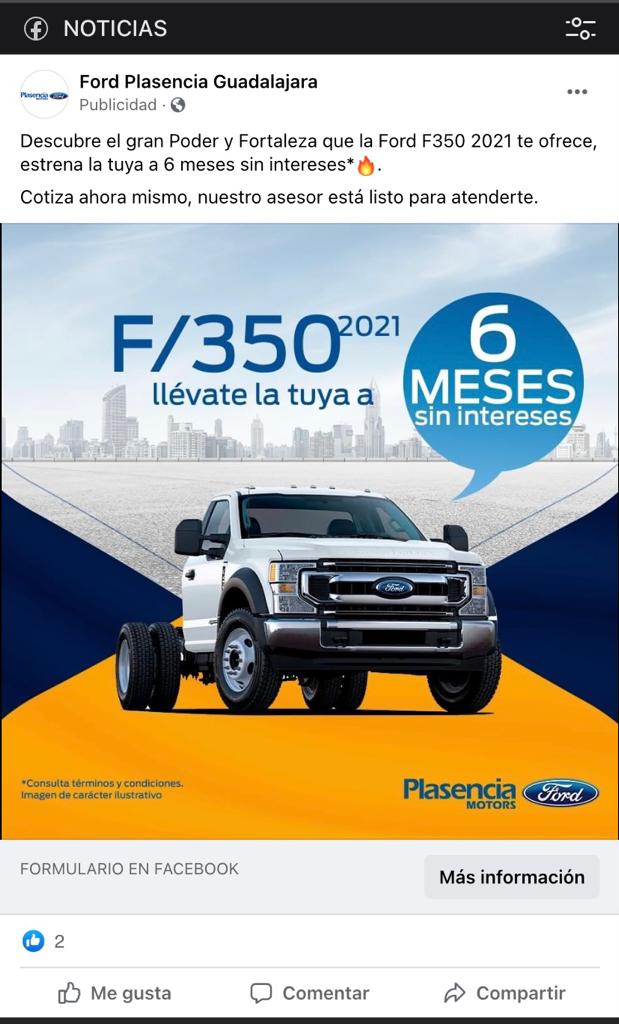 NOTICIAS
Plasencia Ford
Ford Plasencia Guadalajara
Publicidad ·
Descubre el gran Poder y Fortaleza que la Ford F350 2021 te ofrece,
estrena la tuya a 6 meses sin intereses*🔥.
Cotiza ahora mismo, nuestro asesor está listo para atenderte.
F/350 2021
llévate la tuya a
6
MESES
sin intereses
Ford
*Consulta términos y condiciones.
Imagen de carácter ilustrativo
Plasencia
MOTORS
Ford
FORMULARIO EN FACEBOOK
Más información
2
Me gusta
Comentar
Compartir